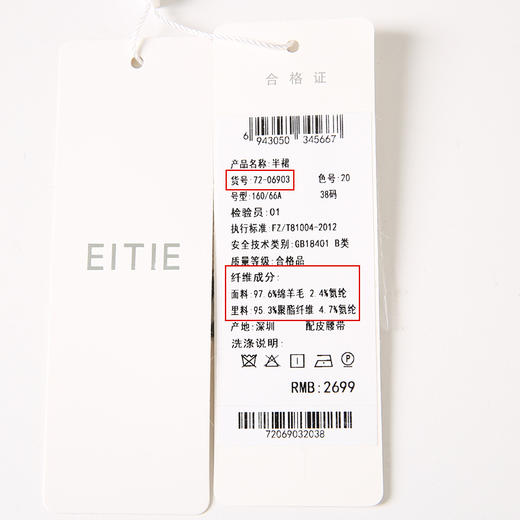 EITIE
合格证
6 943050 345667
产品名称:半裙
货号:72-06903 色号:20
号型:160/66A 38码
检验员:01
执行标准:FZ/T81004-2012
安全技术类别:GB18401 B类
质量等级:合格品
纤维成分:
面料:97.6%绵羊毛 2.4%氨纶
里料:95.3%聚酯纤维 4.7%氨纶
产地:深圳 配皮腰带
洗涤说明:
P
RMB:2699
72069032038